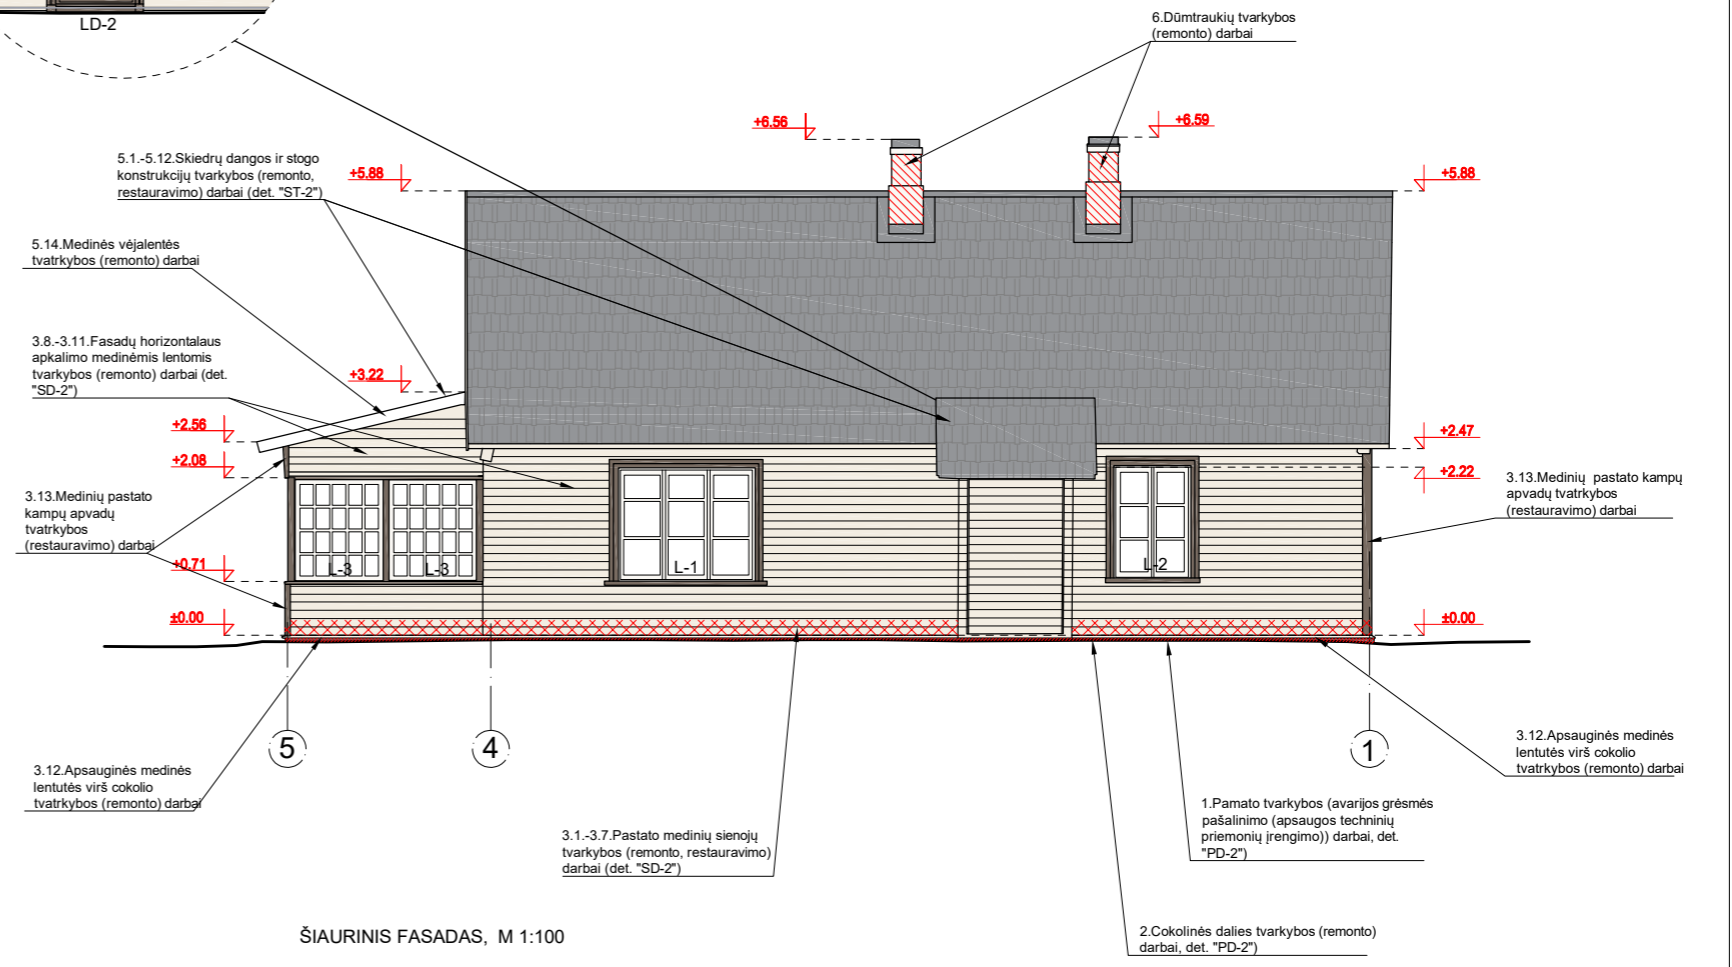 LD-2
6.Dūmtraukių tvarkybos
(remonto) darbai
+6.56
+6.59
5.1.-5.12.Skiedrų dangos ir stogo
konstrukcijų tvarkybos (remonto,
restauravimo) darbai (det. "ST-2")
+5.88
+5.88
5.14.Medinės vėjalentės
tvatrkybos (remonto) darbai
3.8.-3.11.Fasadų horizontalaus
apkalimo medinėmis lentomis
tvarkybos (remonto) darbai (det.
"SD-2")
+3.22
+2.56
+2.47
+2.08
+2.22
3.13.Medinių pastato
kampų apvadų
tvatrkybos
(restauravimo) darbai
3.13.Medinių pastato kampų
apvadų tvatrkybos
(restauravimo) darbai
+0.71
L-3
L-3
L-1
L-2
±0.00
±0.00
5
4
1
3.12.Apsauginės medinės
lentutės virš cokolio
tvatrkybos (remonto) darbai
3.12.Apsauginės medinės
lentutės virš cokolio
tvatrkybos (remonto) darbai
3.1.-3.7.Pastato medinių sienojų
tvarkybos (remonto, restauravimo)
darbai (det. "SD-2")
1.Pamato tvarkybos (avarijos grėsmės
pašalinimo (apsaugos techninių
priemonių įrengimo)) darbai, det.
"PD-2")
2.Cokolinės dalies tvarkybos (remonto)
darbai, det. "PD-2")
ŠIAURINIS FASADAS, M 1:100